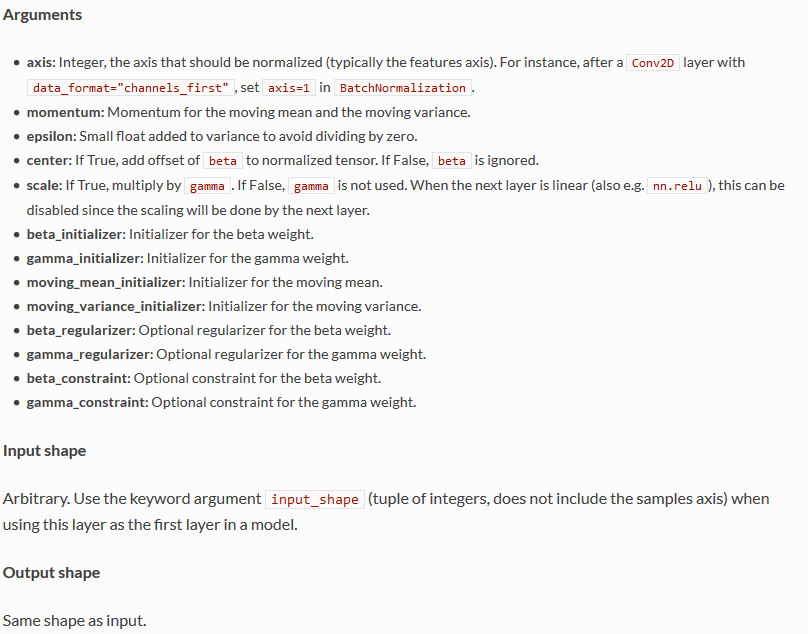 Arguments
• axis: Integer, the axis that should be normalized (typically the features axis). For instance, after a Conv2D layer with
data_format="channels_first", set axis=1 in BatchNormalization.
• momentum: Momentum for the moving mean and the moving variance.
• epsilon: Small float added to variance to avoid dividing by zero.
• center: If True, add offset of beta to normalized tensor. If False, beta is ignored.
• scale: If True, multiply by gamma. If False, gamma is not used. When the next layer is linear (also e.g. nn.relu), this can be
disabled since the scaling will be done by the next layer.
• beta_initializer: Initializer for the beta weight.
• gamma_initializer: Initializer for the gamma weight.
• moving_mean_initializer: Initializer for the moving mean.
• moving_variance_initializer: Initializer for the moving variance.
• beta_regularizer: Optional regularizer for the beta weight.
• gamma_regularizer: Optional regularizer for the gamma weight.
• beta_constraint: Optional constraint for the beta weight.
• gamma_constraint: Optional constraint for the gamma weight.
Input shape
Arbitrary. Use the keyword argument input_shape (tuple of integers, does not include the samples axis) when
using this layer as the first layer in a model.
Output shape
Same shape as input.